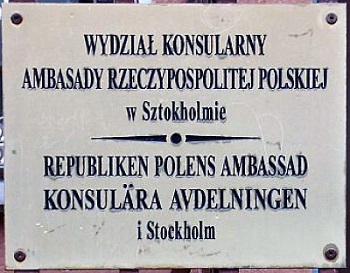 WYDZIAŁ KONSULARNY
AMBASADY RZECZYPOSPOLITEJ POLSKIEJ
w Sztokholmie
REPUBLIKEN POLENS AMBASSAD
KONSULÄRA AVDELNINGEN
i Stockholm